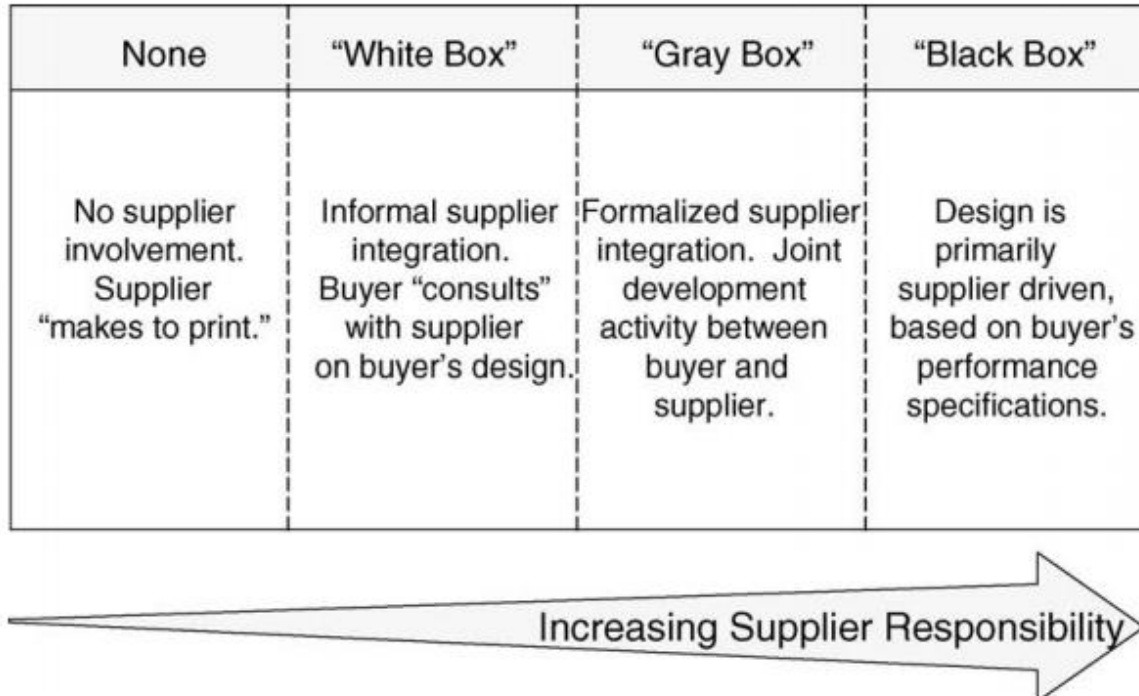 None
“White Box”
“Gray Box”
“Black Box”
No supplier
involvement.
Supplier
“makes to print.”
Informal supplier
integration.
Buyer “consults”
with supplier
on buyer’s design.
Formalized supplier
integration.  Joint
development
activity between
buyer and
supplier.
Design is
primarily
supplier driven,
based on buyer’s
performance
specifications.
Increasing Supplier Responsibility